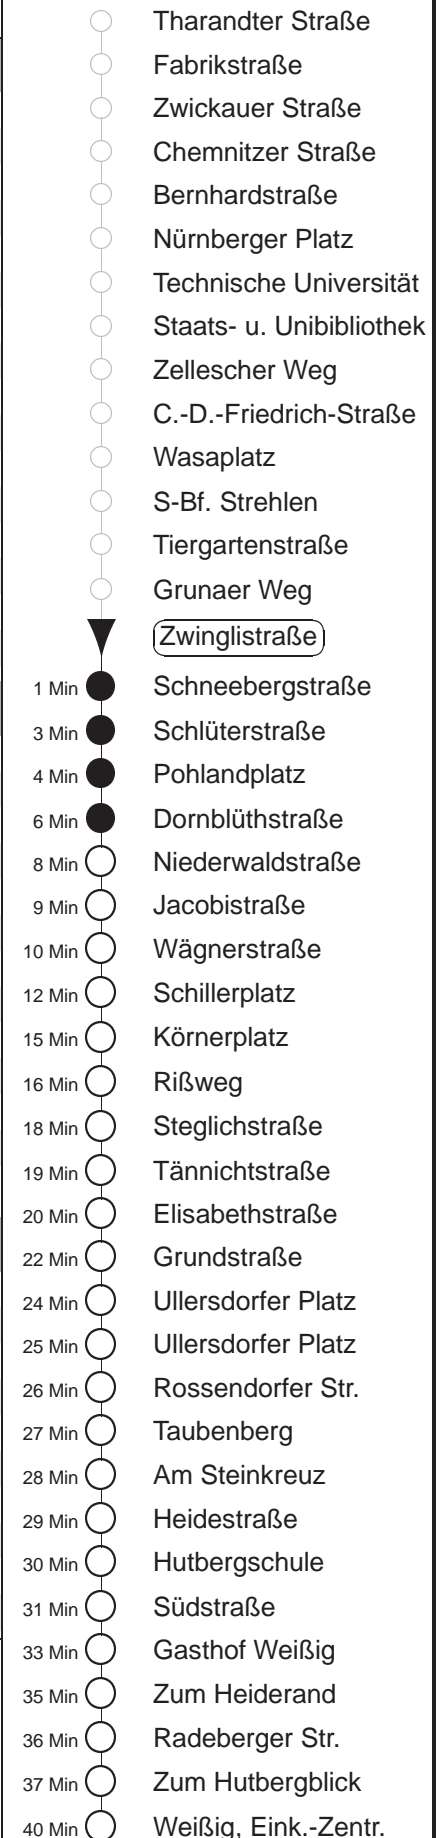 Tharandter Straße
Fabrikstraße
Zwickauer Straße
Chemnitzer Straße
Bernhardstraße
Nürnberger Platz
Technische Universität
Staats- u. Unibibliothek
Zellescher Weg
C.-D.-Friedrich-Straße
Wasaplatz
S-Bf. Strehlen
Tiergartenstraße
Grunaer Weg
Zwinglistraße
1 Min Schneebergstraße
3 Min Schlüterstraße
4 Min Pohlandplatz
6 Min Dornblüthstraße
8 Min Niederwaldstraße
9 Min Jacobistraße
10 Min Wägnerstraße
12 Min Schillerplatz
15 Min Körnerplatz
16 Min Rißweg
18 Min Steglichstraße
19 Min Tännichtstraße
20 Min Elisabethstraße
22 Min Grundstraße
24 Min Ullersdorfer Platz
25 Min Ullersdorfer Platz
26 Min Rossendorfer Str.
27 Min Taubenberg
28 Min Am Steinkreuz
29 Min Heidestraße
30 Min Hutbergschule
31 Min Südstraße
33 Min Gasthof Weißig
35 Min Zum Heiderand
36 Min Radeberger Str.
37 Min Zum Hutbergblick
40 Min Weißig, Eink.-Zentr.